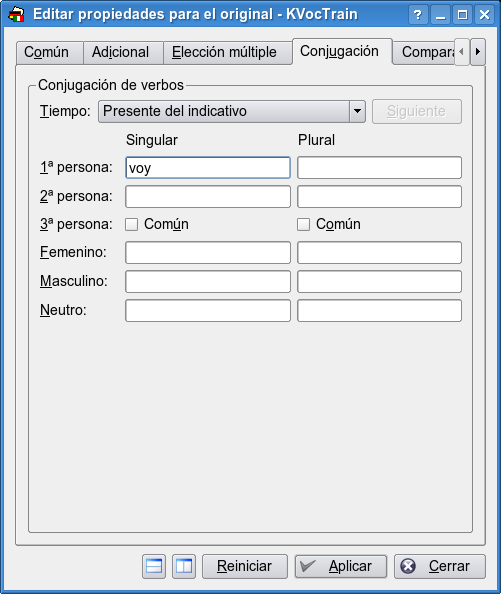 Editar propiedades para el original - KVocTrain
Común Adicional Elección múltiple Conjugación Compara
Conjugación de verbos
Tiempo: Presente del indicativo Siguiente
Singular Plural
1ª persona: voy
2ª persona:
3ª persona: Común Común
Femenino:
Masculino:
Neutro:
Reiniciar Aplicar Cerrar